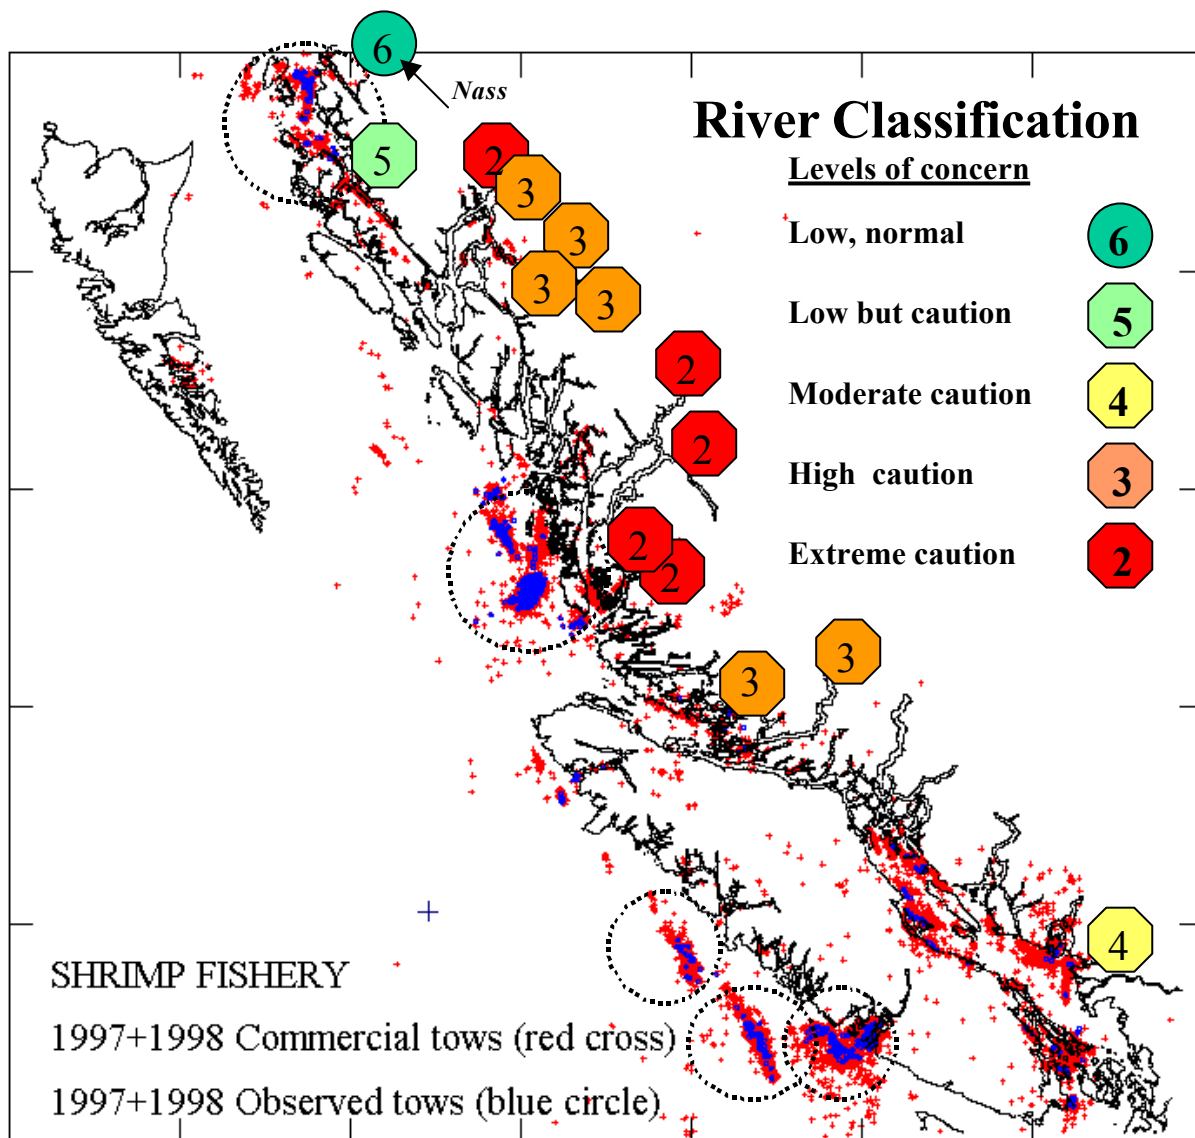 6
Nass
River Classification
5
2
Levels of concern
3
Low, normal
6
3
3
3
Low but caution
5
2
Moderate caution
4
2
High  caution
3
2
2
Extreme caution
2
3
3
4
SHRIMP FISHERY
1997+1998 Commercial tows (red cross)
1997+1998 Observed tows (blue circle)